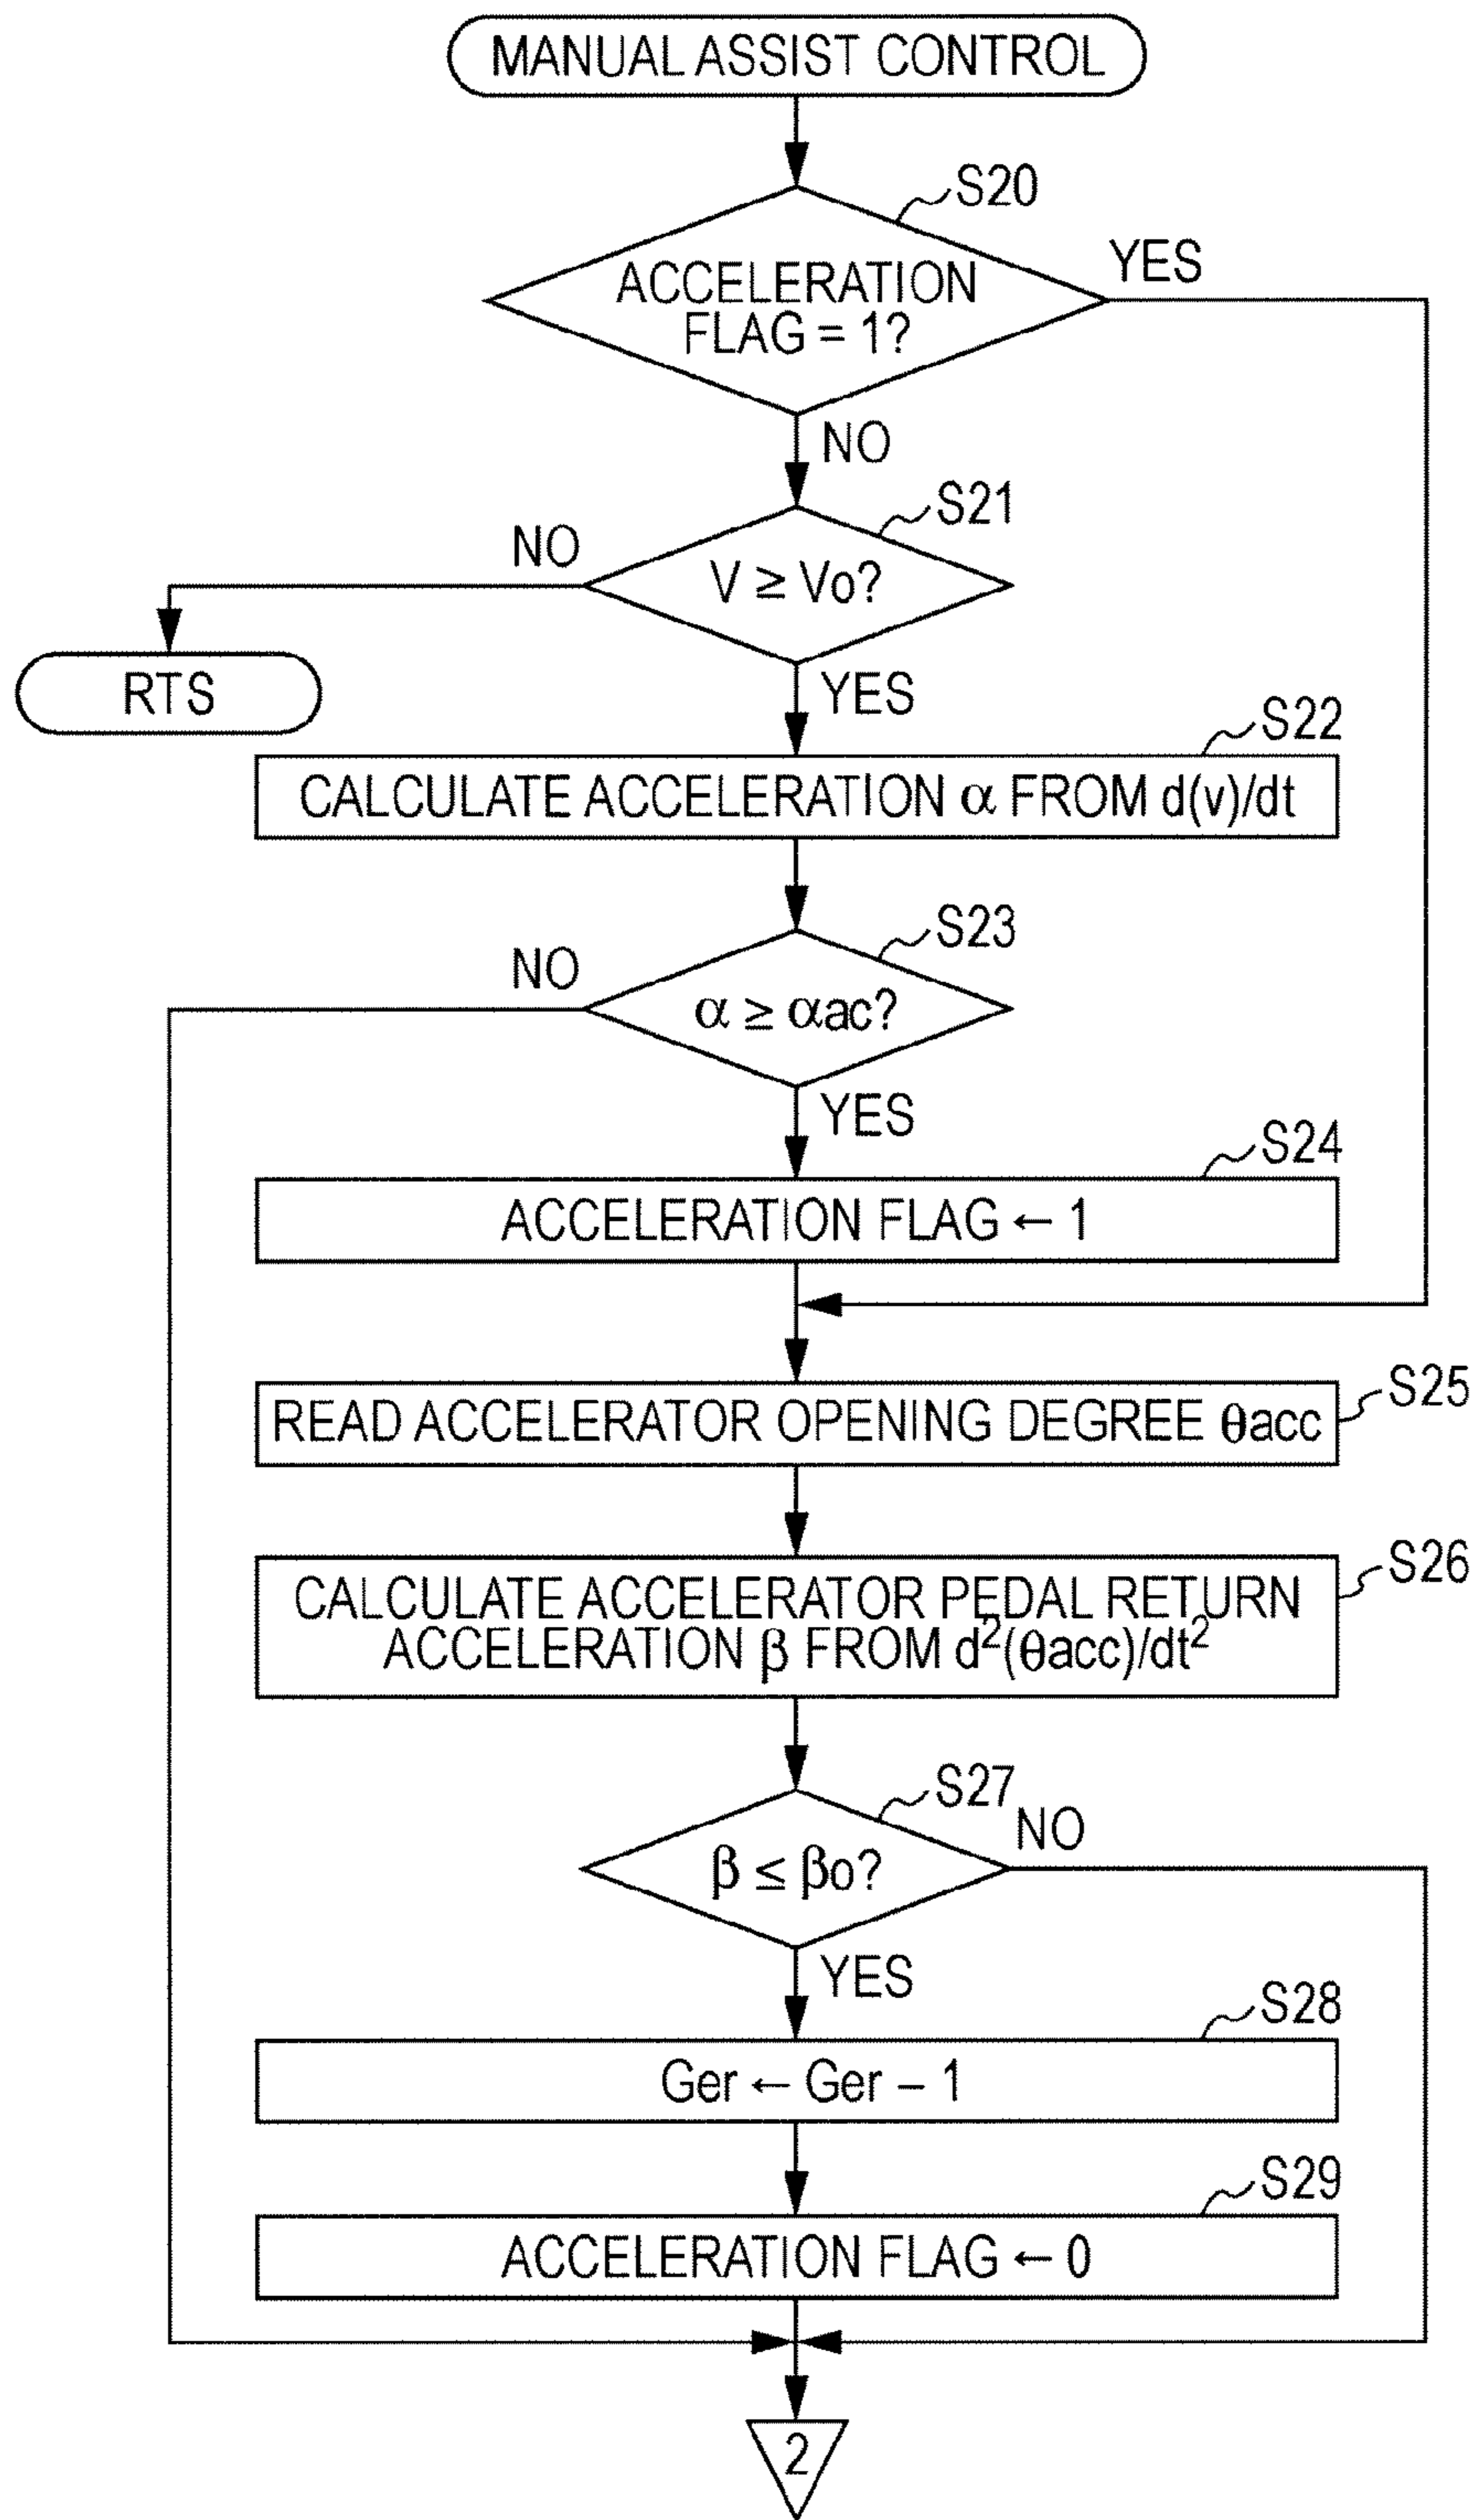 MANUAL ASSIST CONTROL
S20
YES
ACCELERATION
FLAG = 1?
NO
S21
NO
V ≥ Vo?
RTS
YES
S22
CALCULATE ACCELERATION α FROM d(v)/dt
S23
NO
α ≥ αac?
YES
S24
ACCELERATION FLAG ← 1
S25
READ ACCELERATOR OPENING DEGREE θacc
S26
CALCULATE ACCELERATOR PEDAL RETURN
ACCELERATION β FROM d²(θacc)/dt²
S27
NO
β ≤ βo?
YES
S28
Ger ← Ger – 1
S29
ACCELERATION FLAG ← 0
2